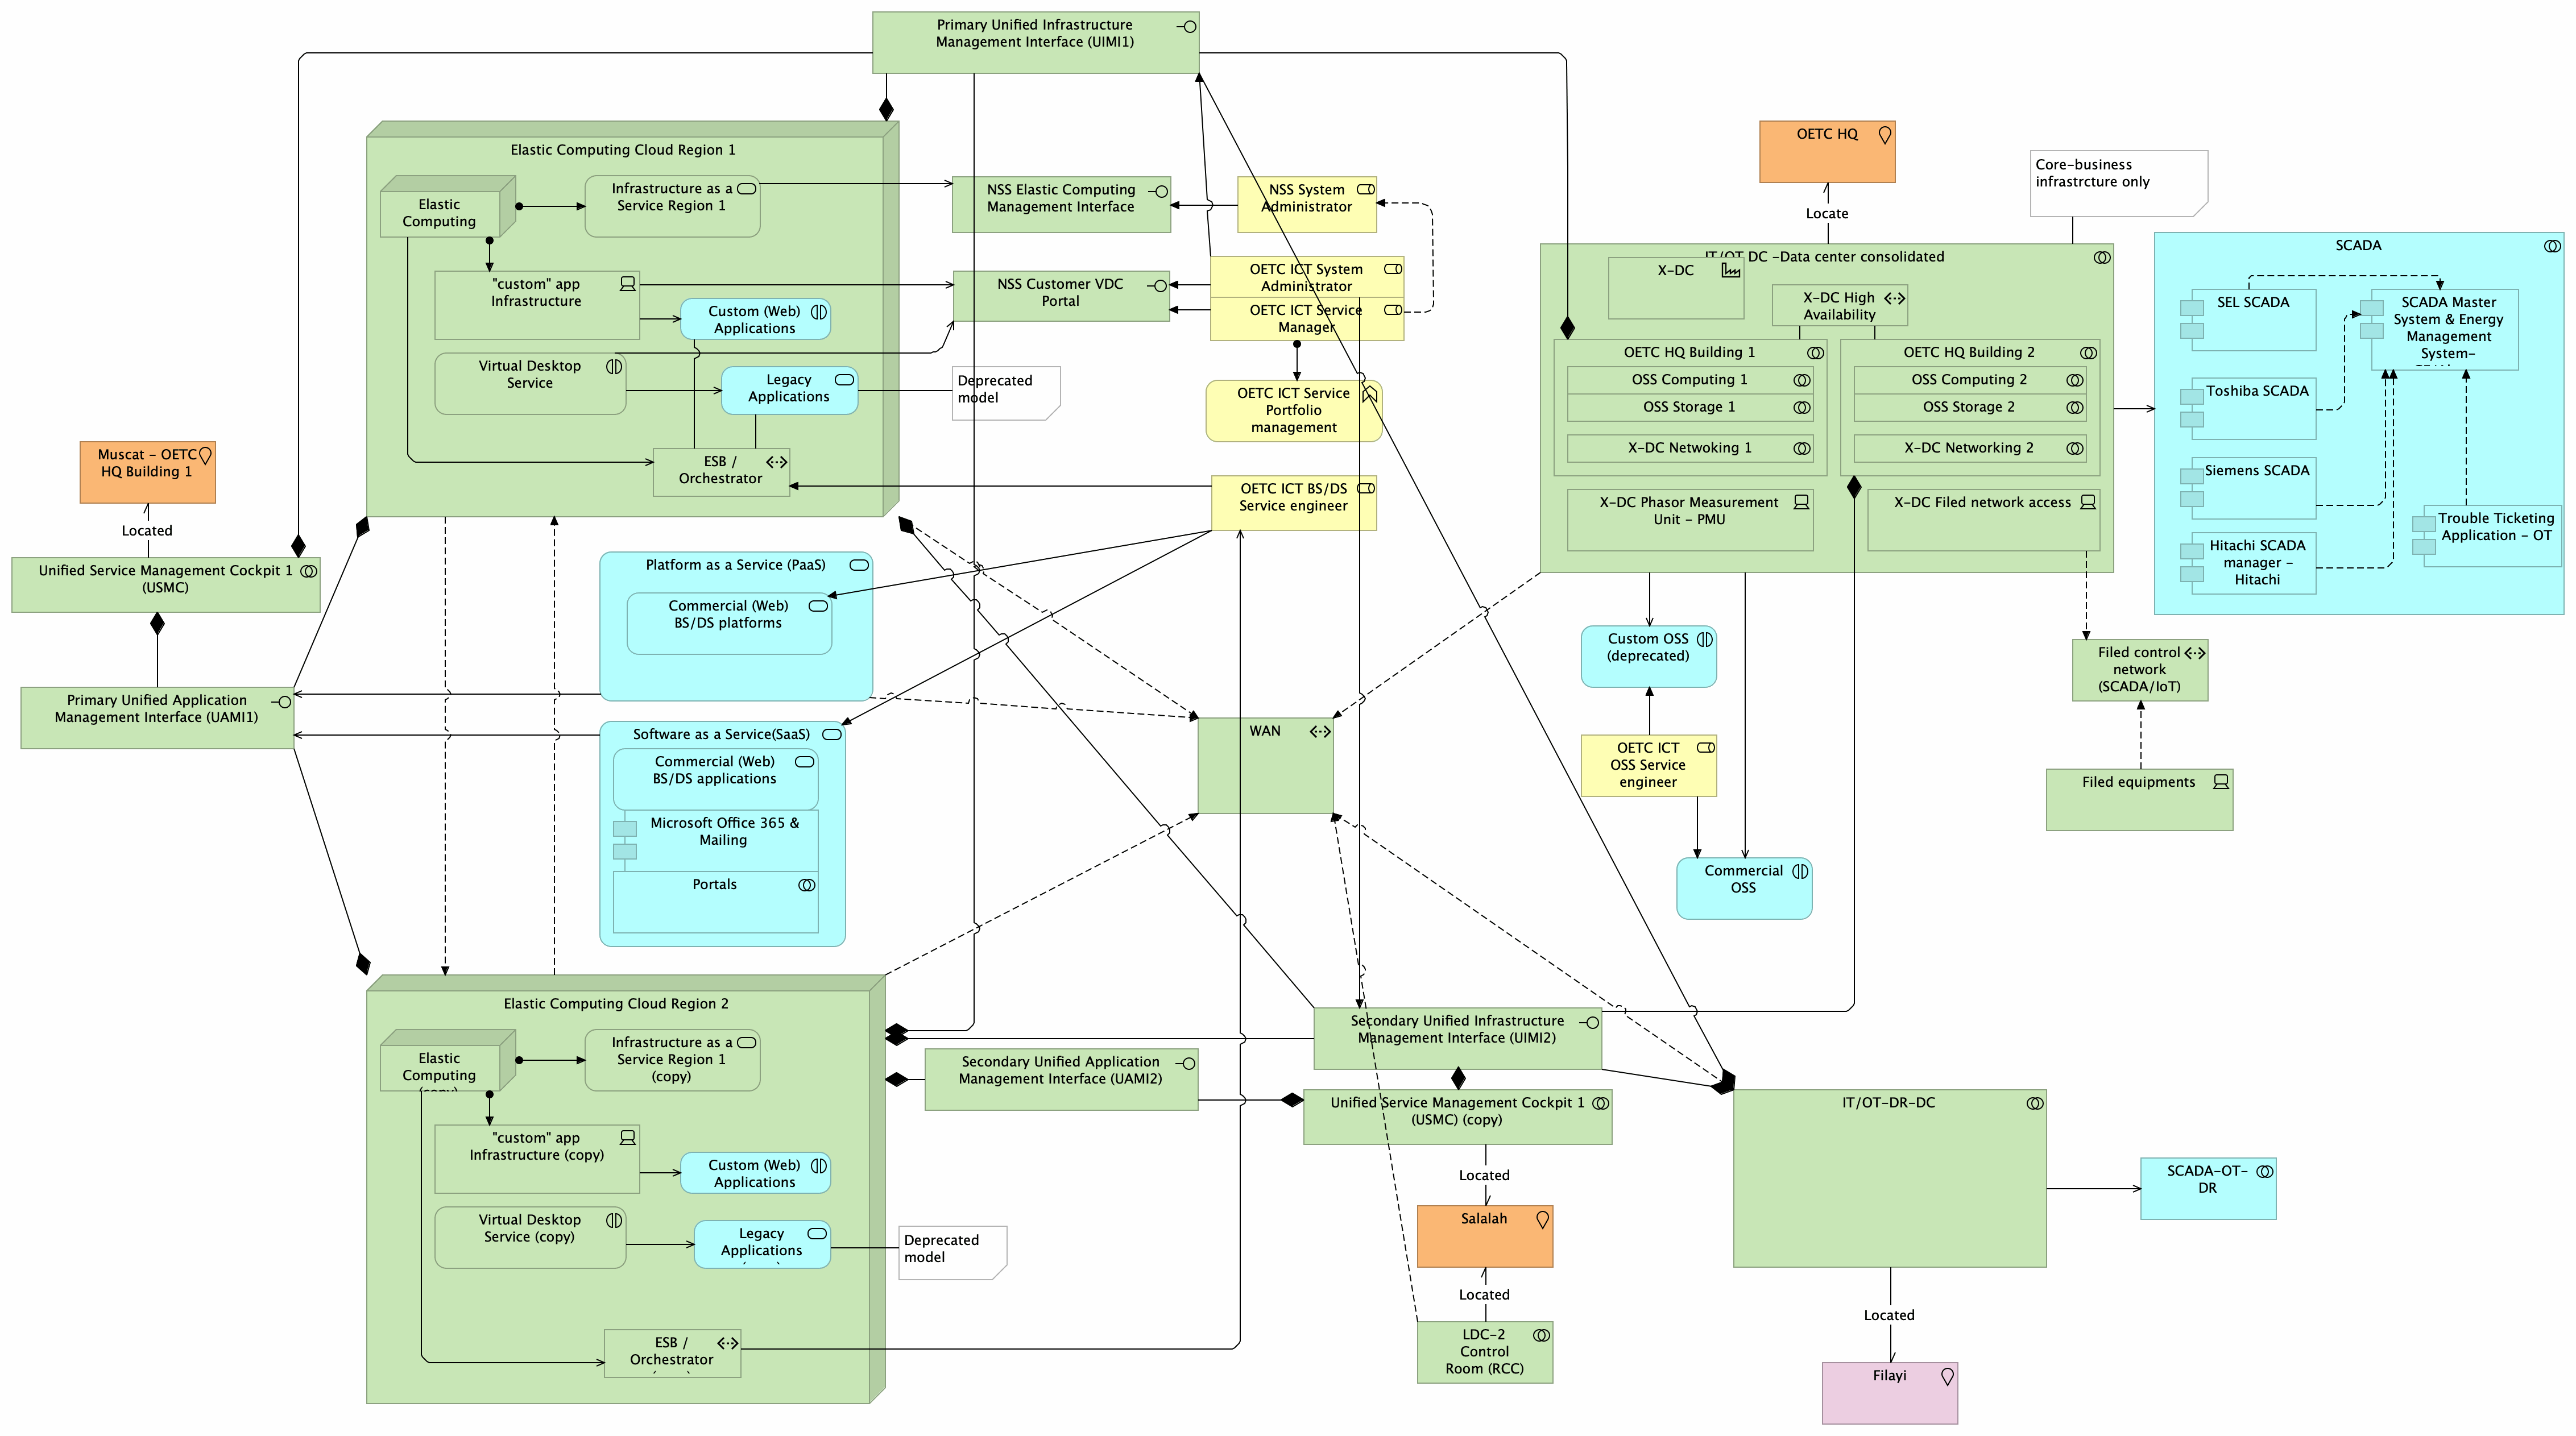 Primary Unified Infrastructure
Management Interface (UIMI1)
Elastic Computing Cloud Region 1
Elastic
Computing
Infrastructure as a
Service Region 1
"custom" app
Infrastructure
Custom (Web)
Applications
Virtual Desktop
Service
Legacy
Applications
ESB /
Orchestrator
Deprecated
model
NSS Elastic Computing
Management Interface
NSS Customer VDC
Portal
NSS System
Administrator
OETC ICT System
Administrator
OETC ICT Service
Manager
OETC ICT Service
Portfolio
management
OETC ICT BS/DS
Service engineer
OETC HQ
Locate
Core-business
infrastrcture only
IT/OT DC -Data center consolidated
X-DC
X-DC High
Availability
OETC HQ Building 1
OSS Computing 1
OSS Storage 1
X-DC Netwoking 1
OETC HQ Building 2
OSS Computing 2
OSS Storage 2
X-DC Networking 2
X-DC Phasor Measurement
Unit - PMU
X-DC Filed network access
SCADA
SEL SCADA
SCADA Master
System & Energy
Management
System-
Toshiba SCADA
Siemens SCADA
Hitachi SCADA
manager -
Hitachi
Trouble Ticketing
Application - OT
Muscat - OETC
HQ Building 1
Located
Unified Service Management Cockpit 1
(USMC)
Primary Unified Application
Management Interface (UAMI1)
Platform as a Service (PaaS)
Commercial (Web)
BS/DS platforms
Software as a Service(SaaS)
Commercial (Web)
BS/DS applications
Microsoft Office 365 &
Mailing
Portals
WAN
Custom OSS
(deprecated)
OETC ICT
OSS Service
engineer
Commercial
OSS
Filed control
network
(SCADA/IoT)
Filed equipments
Elastic Computing Cloud Region 2
Elastic
Computing
Infrastructure as a
Service Region 1
(copy)
"custom" app
Infrastructure (copy)
Custom (Web)
Applications
Virtual Desktop
Service (copy)
Legacy
Applications
Deprecated
model
ESB /
Orchestrator
Secondary Unified Infrastructure
Management Interface (UIMI2)
Secondary Unified Application
Management Interface (UAMI2)
Unified Service Management Cockpit 1
(USMC) (copy)
Located
Salalah
Located
LDC-2
Control
Room (RCC)
IT/OT-DR-DC
SCADA-OT-
DR
Located
Filayi